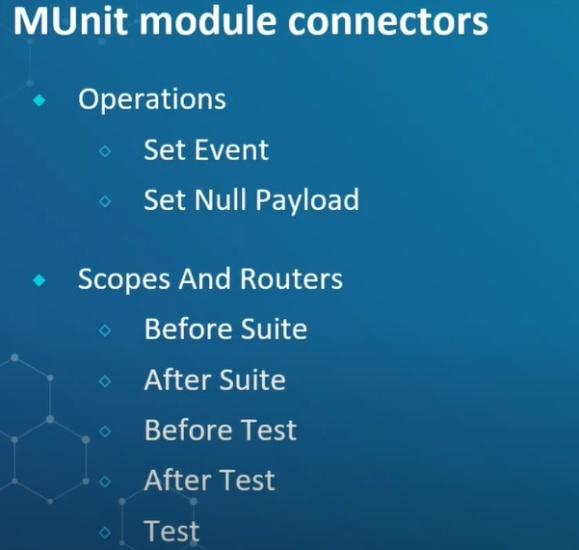 MUnit module connectors
Operations
Set Event
Set Null Payload
Scopes And Routers
Before Suite
After Suite
Before Test
After Test
Test